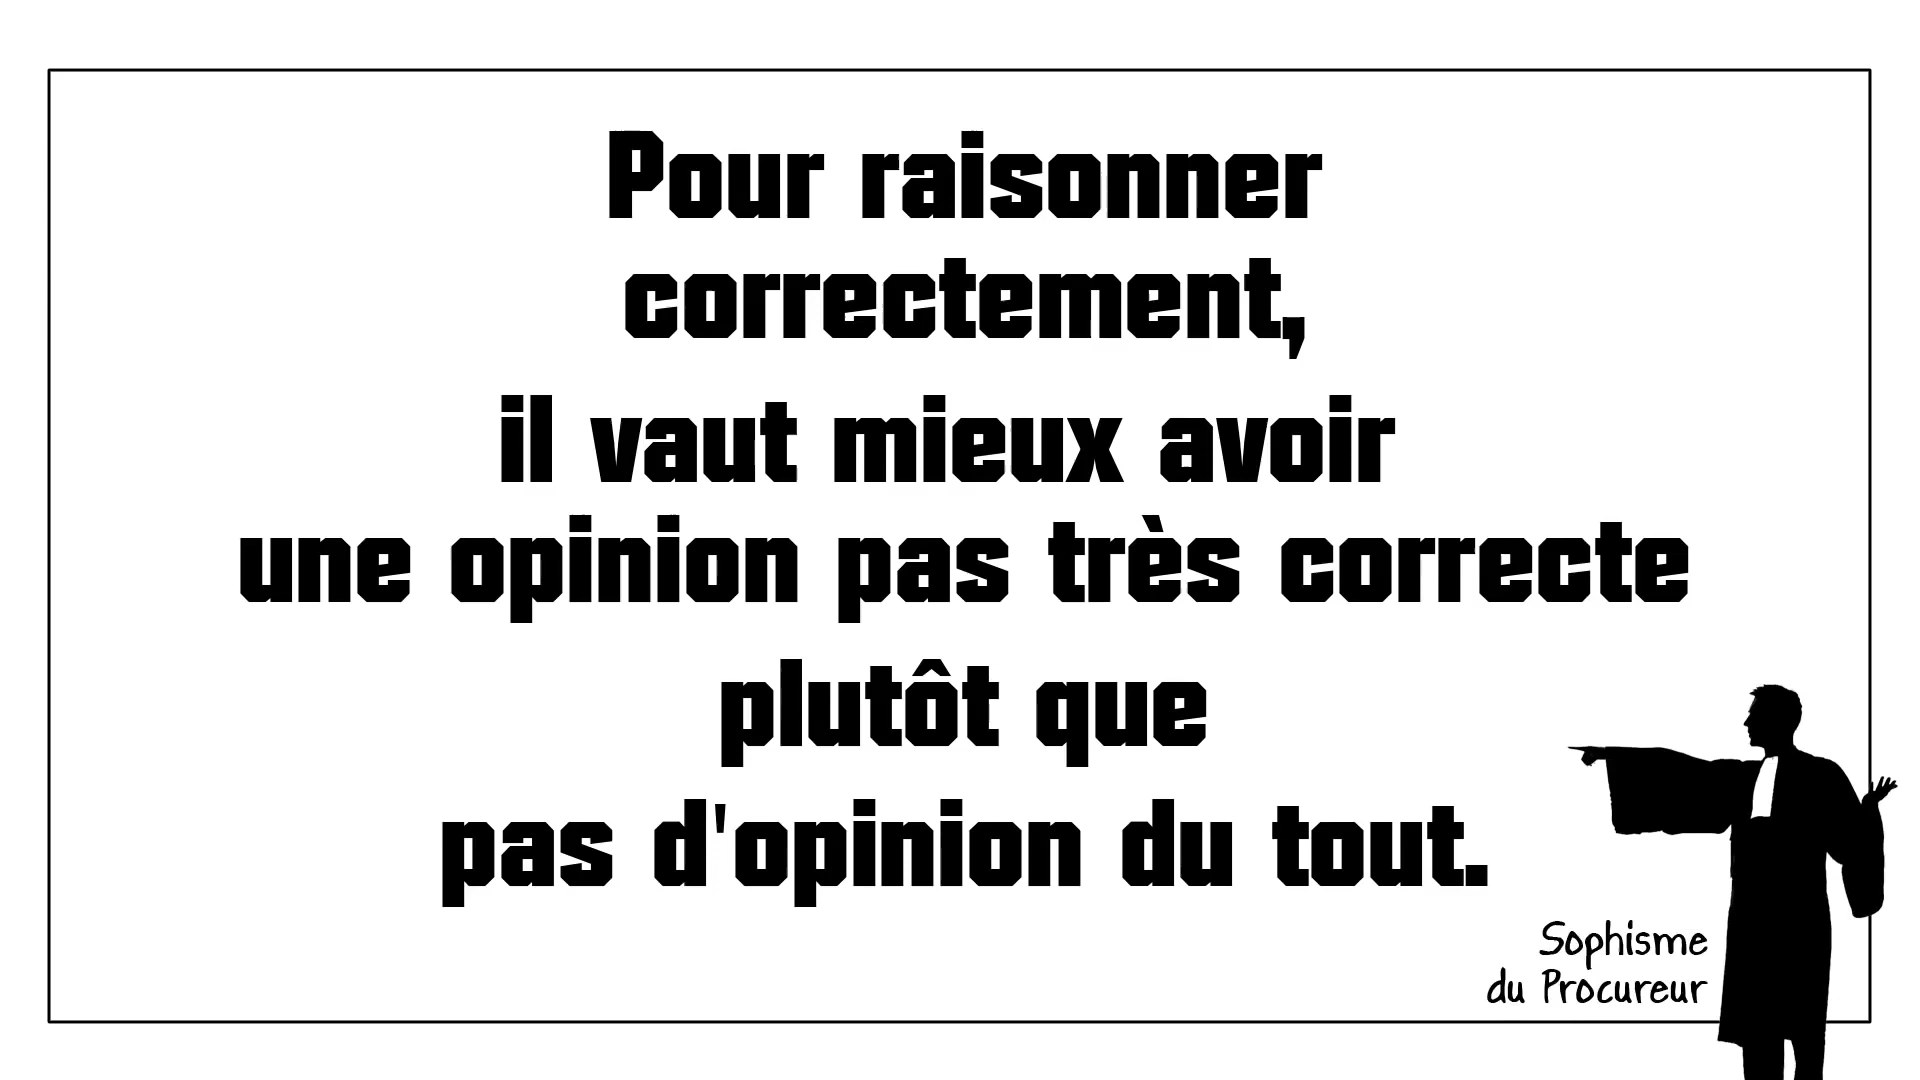 Pour raisonner
correctement,
il vaut mieux avoir
une opinion pas très correcte
plutôt que
pas d'opinion du tout.
Sophisme
du Procureur